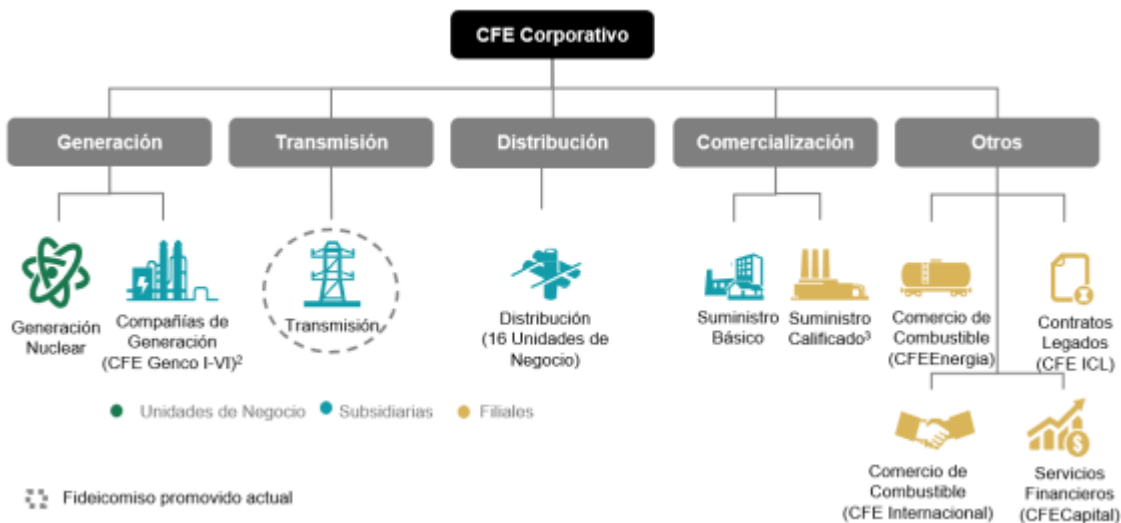 CFE Corporativo
Generación
Transmisión
Distribución
Comercialización
Otros
Generación
Nuclear
Compañías de
Generación
(CFE Genco I-VI)²
Transmisión
Distribución
(16 Unidades de
Negocio)
Suministro
Básico
Suministro
Calificado³
Comercio de
Combustible
(CFEEnergia)
Contratos
Legados
(CFE ICL)
Unidades de Negocio
Subsidiarias
Filiales
Comercio de
Combustible
(CFE Internacional)
Servicios
Financieros
(CFECapital)
Fideicomiso promovido actual